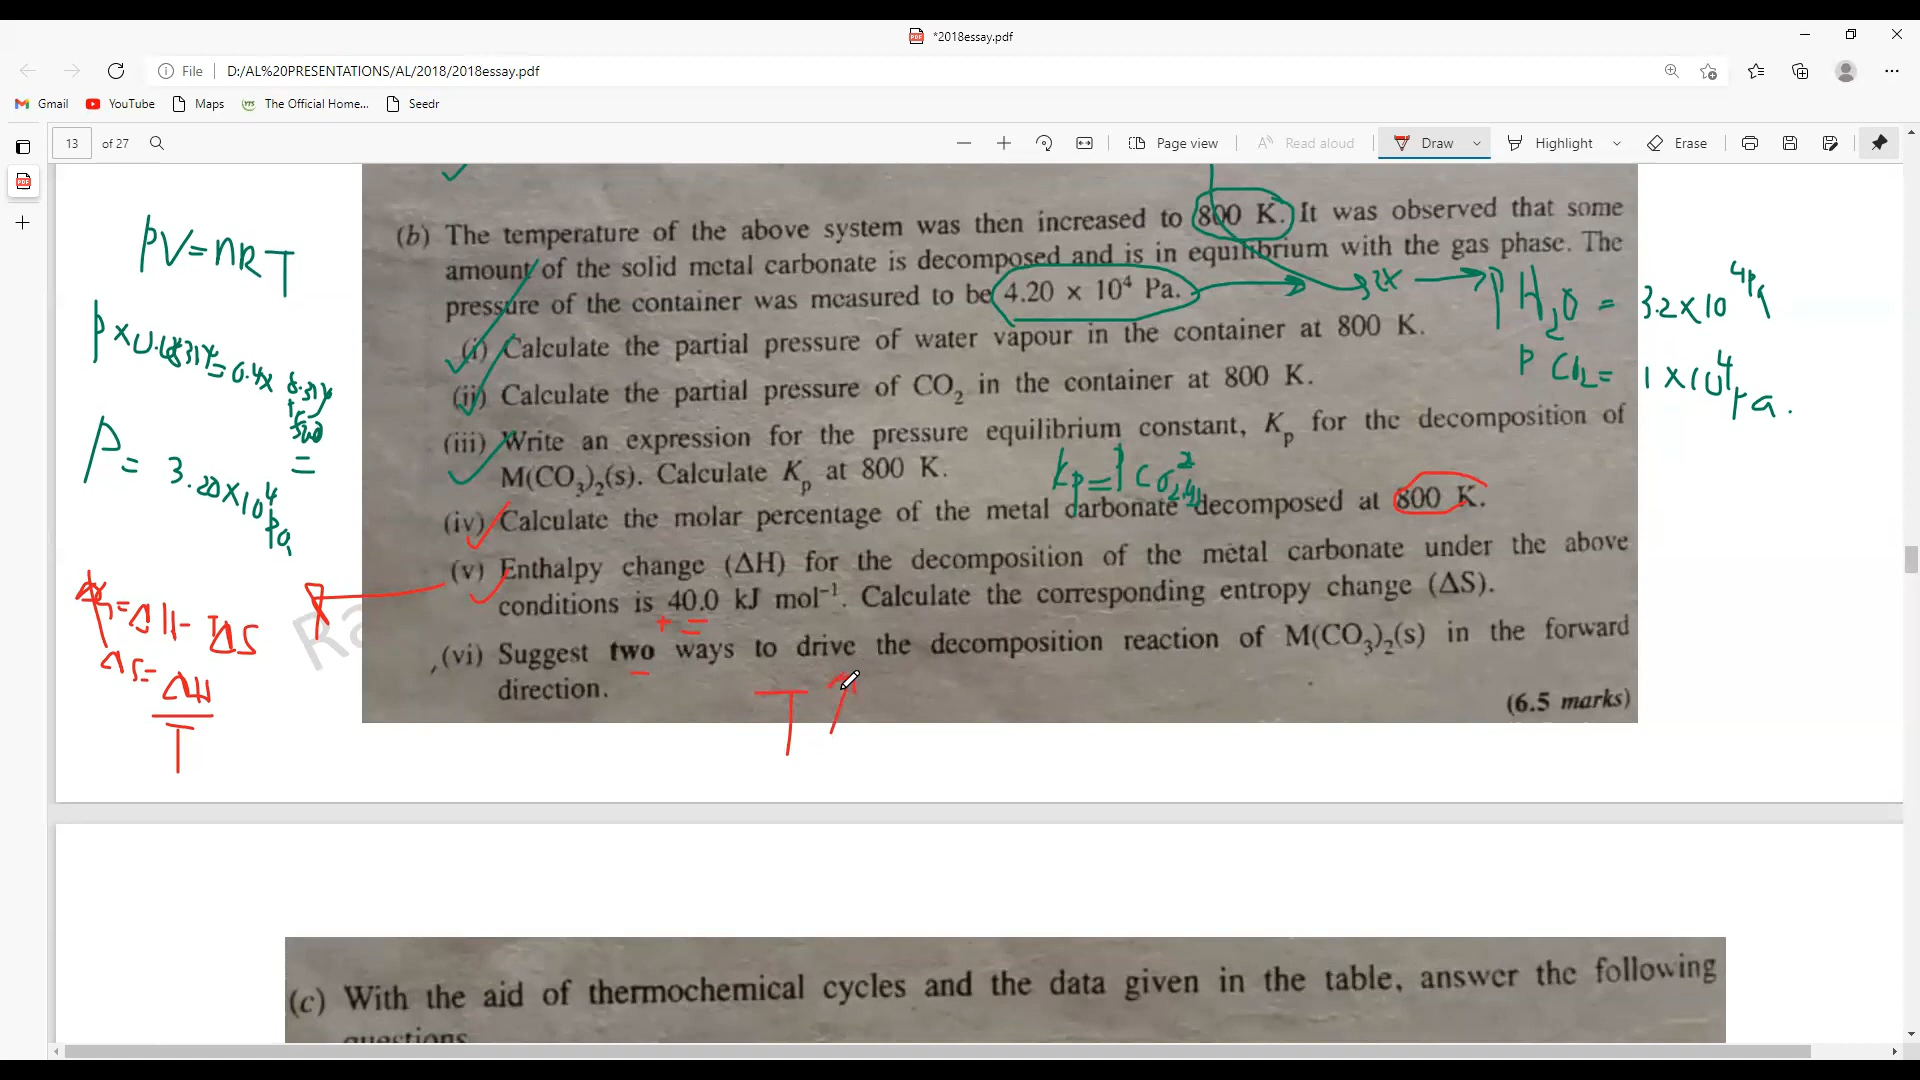 *2018essay.pdf
File
D:/AL%20PRESENTATIONS/AL/2018/2018essay.pdf
Gmail YouTube Maps The Official Home... Seedr
13 of 27
Page view Read aloud Draw Highlight Erase
(b) The temperature of the above system was then increased to 800 K. It was observed that some
amount of the solid metal carbonate is decomposed and is in equilibrium with the gas phase. The
pressure of the container was measured to be 4.20 × 10⁴ Pa.
(i) Calculate the partial pressure of water vapour in the container at 800 K.
(ii) Calculate the partial pressure of CO₂ in the container at 800 K.
(iii) Write an expression for the pressure equilibrium constant, Kp for the decomposition of
M(CO₃)₂(s). Calculate Kp at 800 K.
(iv) Calculate the molar percentage of the metal carbonate decomposed at 800 K.
(v) Enthalpy change (ΔH) for the decomposition of the metal carbonate under the above
conditions is 40.0 kJ mol⁻¹. Calculate the corresponding entropy change (ΔS).
(vi) Suggest two ways to drive the decomposition reaction of M(CO₃)₂(s) in the forward
direction.
(6.5 marks)
PV=nRT
P=
3.20×10⁴
Pa
ΔH-TΔS
ΔS=
ΔH
T
PH₂O = 3.2×10⁴Pa
1×10⁴Pa.
T
Ra
(c) With the aid of thermochemical cycles and the data given in the table, answer the following
questions